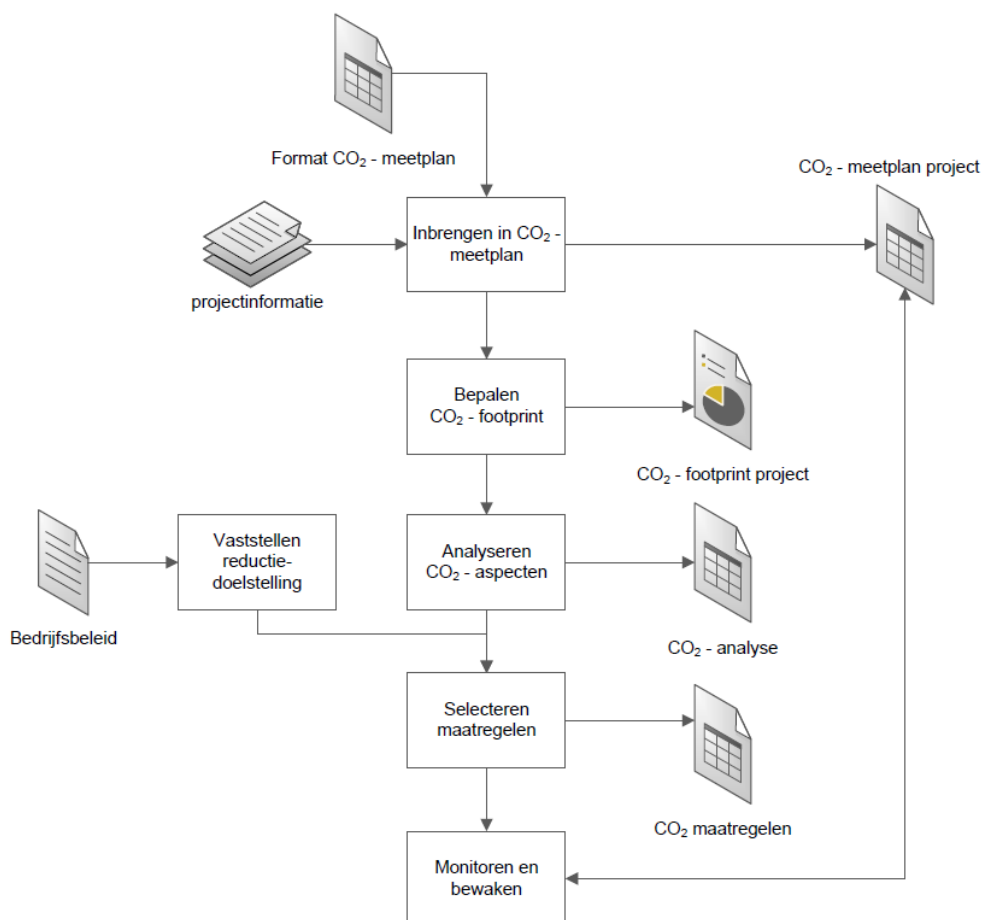 Format CO₂ - meetplan
CO₂ - meetplan project
Inbrengen in CO₂ -
meetplan
projectinformatie
Bepalen
CO₂ - footprint
CO₂ - footprint project
Vaststellen
reductie-
doelstelling
Analyseren
CO₂ - aspecten
Bedrijfsbeleid
CO₂ - analyse
Selecteren
maatregelen
CO₂ maatregelen
Monitoren en
bewaken